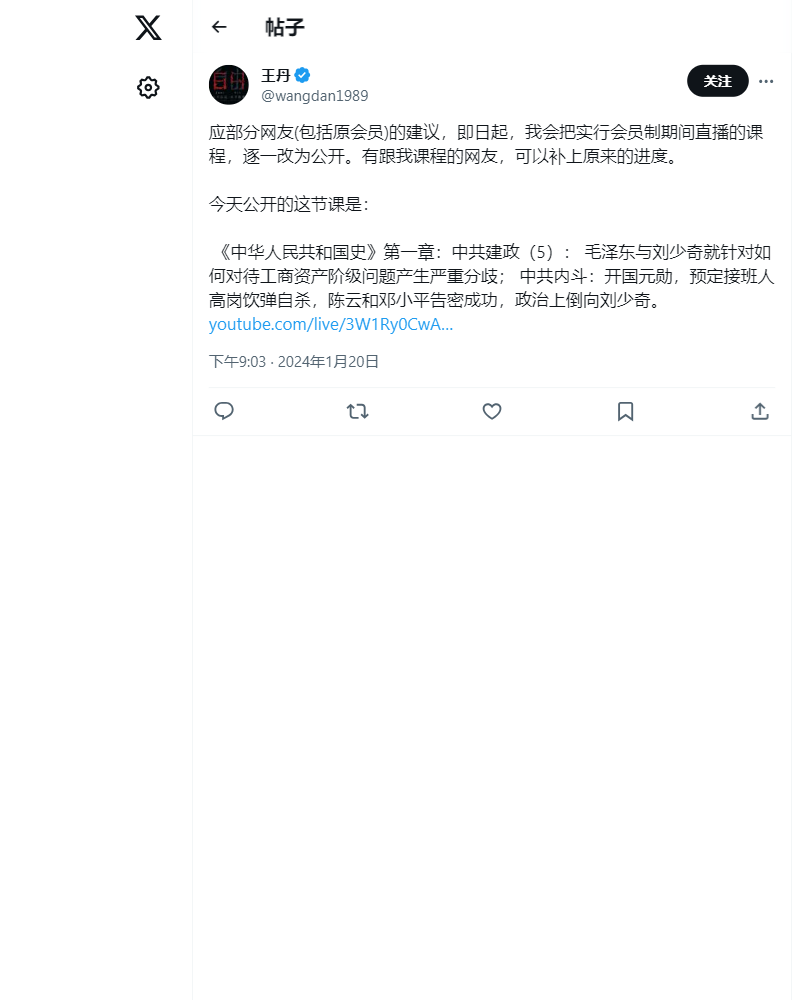 帖子
自由
王丹
关注
@wangdan1989
应部分网友(包括原会员)的建议，即日起，我会把实行会员制期间直播的课
程，逐一改为公开。有跟我课程的网友，可以补上原来的进度。
今天公开的这节课是：
《中华人民共和国史》第一章：中共建政（5）： 毛泽东与刘少奇就针对如
何对待工商资产阶级问题产生严重分歧； 中共内斗：开国元勋，预定接班人
高岗饮弹自杀，陈云和邓小平告密成功，政治上倒向刘少奇。
youtube.com/live/3W1Ry0CwA…
下午9:03 · 2024年1月20日